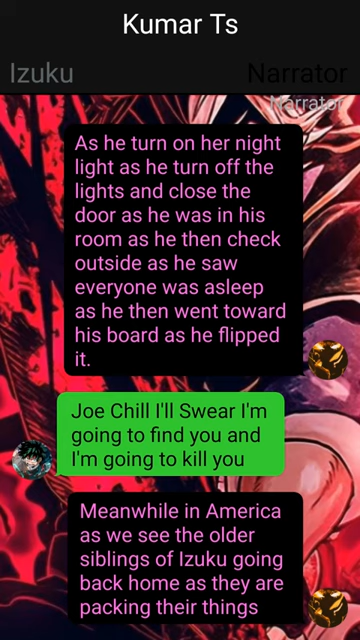 Kumar Ts
Izuku
Narrator
Narrator
As he turn on her night
light as he turn off the
lights and close the
door as he was in his
room as he then check
outside as he saw
everyone was asleep
as he then went toward
his board as he flipped
it.
Joe Chill I'll Swear I'm
going to find you and
I'm going to kill you
Meanwhile in America
as we see the older
siblings of Izuku going
back home as they are
packing their things